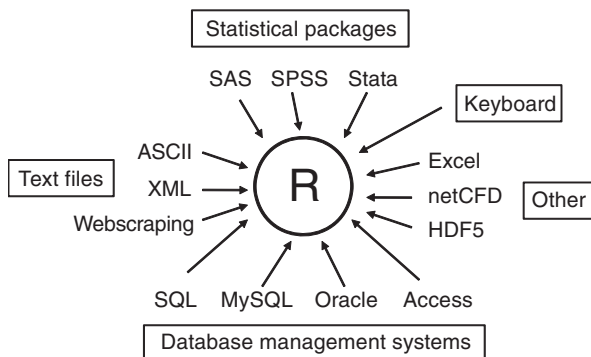 Statistical packages
SAS SPSS Stata
Keyboard
ASCII
XML
Webscraping
Text files
R
Excel
netCFD
HDF5
Other
SQL MySQL Oracle Access
Database management systems